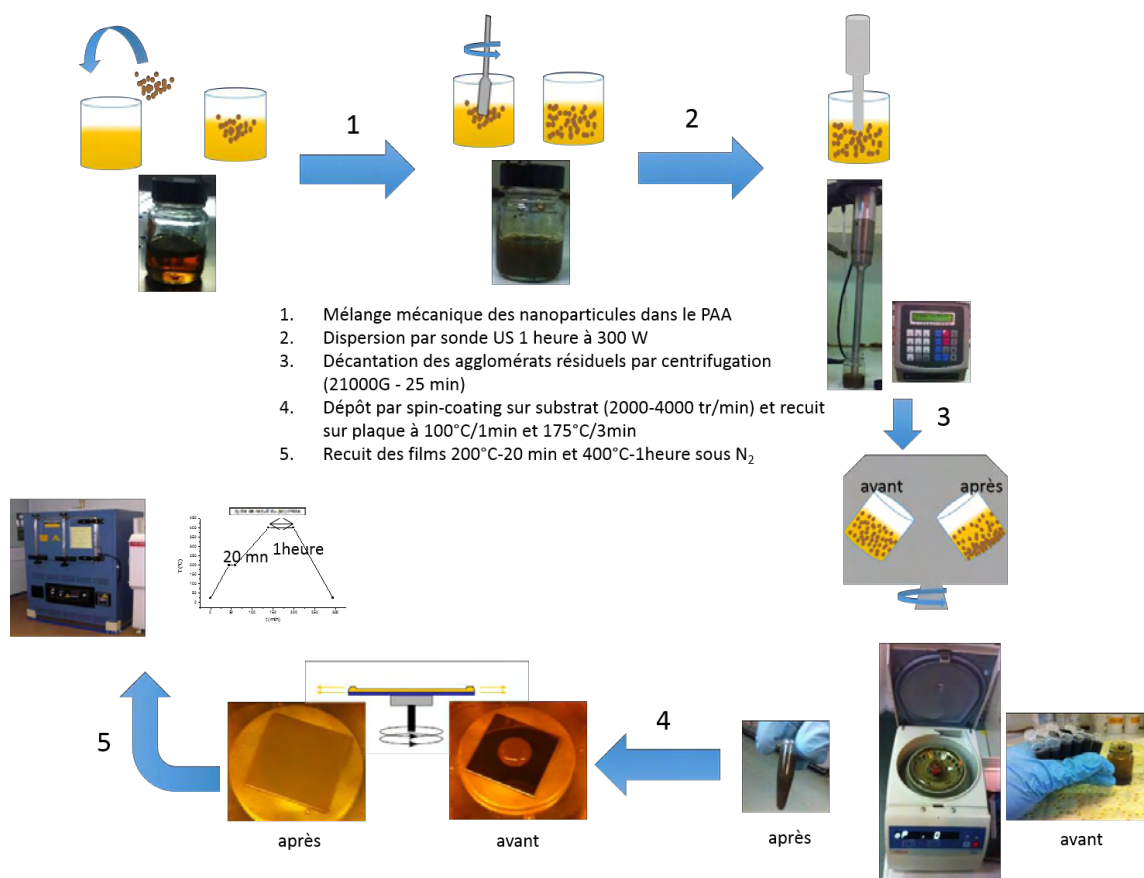 1
2
1. Mélange mécanique des nanoparticules dans le PAA
2. Dispersion par sonde US 1 heure à 300 W
3. Décantation des agglomérats résiduels par centrifugation
(21000G - 25 min)
4. Dépôt par spin-coating sur substrat (2000-4000 tr/min) et recuit
sur plaque à 100°C/1min et 175°C/3min
5. Recuit des films 200°C-20 min et 400°C-1heure sous N₂
3
avant après
20 mn
1heure
T(°C)
t(min)
5
4
après
avant
après
avant